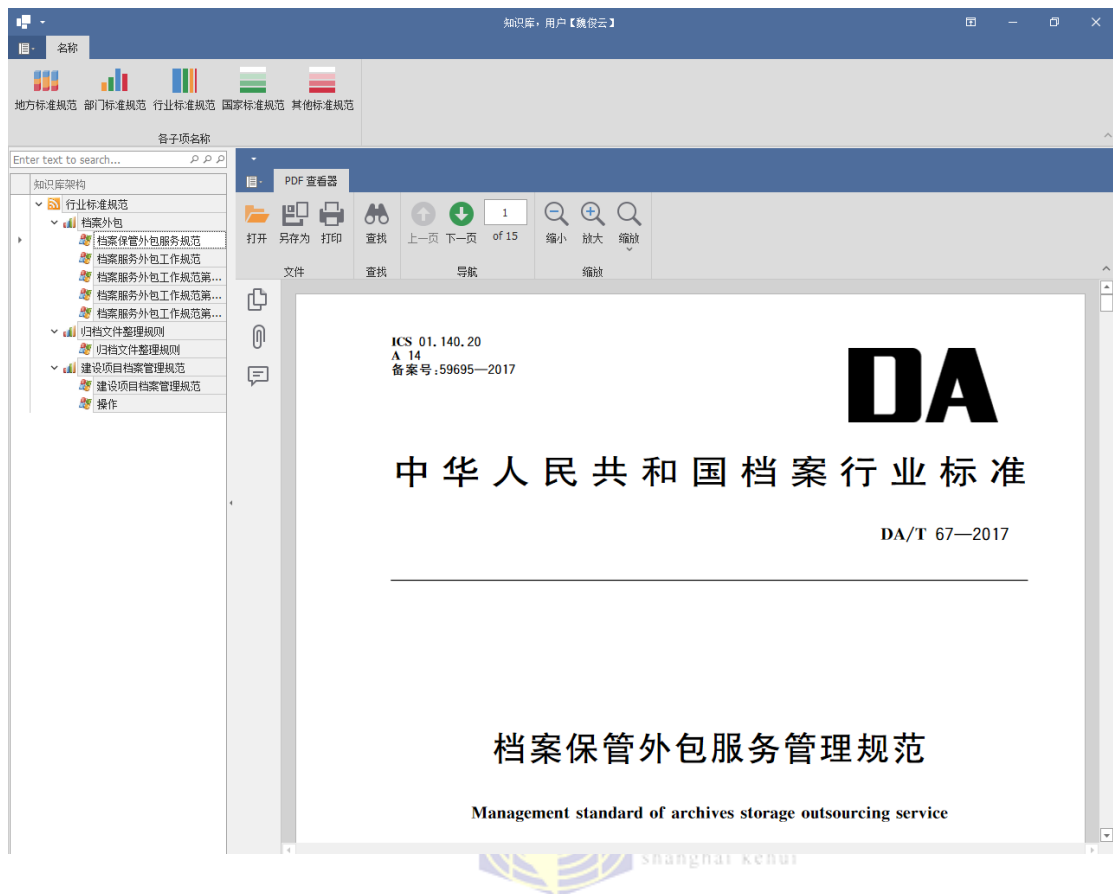 知识库，用户【魏俊云】
名称
地方标准规范 部门标准规范 行业标准规范 国家标准规范 其他标准规范
各子项名称
Enter text to search...
知识库架构
行业标准规范
档案外包
档案保管外包服务规范
档案服务外包工作规范
档案服务外包工作规范第...
档案服务外包工作规范第...
档案服务外包工作规范第...
归档文件整理规则
归档文件整理规则
建设项目档案管理规范
建设项目档案管理规范
操作
PDF 查看器
打开 另存为 打印 查找 上一页 下一页 1 of 15 缩小 放大 缩放
文件 查找 导航 缩放
ICS 01.140.20
A 14
备案号:59695—2017
DA
中华人民共和国档案行业标准
DA/T 67—2017
档案保管外包服务管理规范
Management standard of archives storage outsourcing service
shanghai kehui